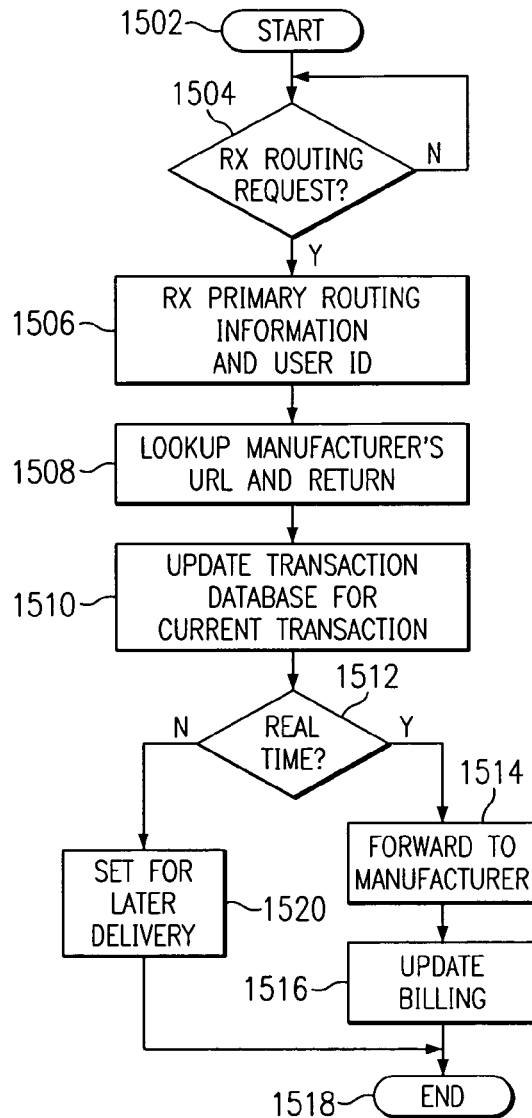 1502
START
1504
RX ROUTING
REQUEST?
N
Y
1506
RX PRIMARY ROUTING
INFORMATION
AND USER ID
1508
LOOKUP MANUFACTURER'S
URL AND RETURN
1510
UPDATE TRANSACTION
DATABASE FOR
CURRENT TRANSACTION
1512
N
REAL
TIME?
Y
1514
SET FOR
LATER
DELIVERY
1520
FORWARD TO
MANUFACTURER
1516
UPDATE
BILLING
1518
END